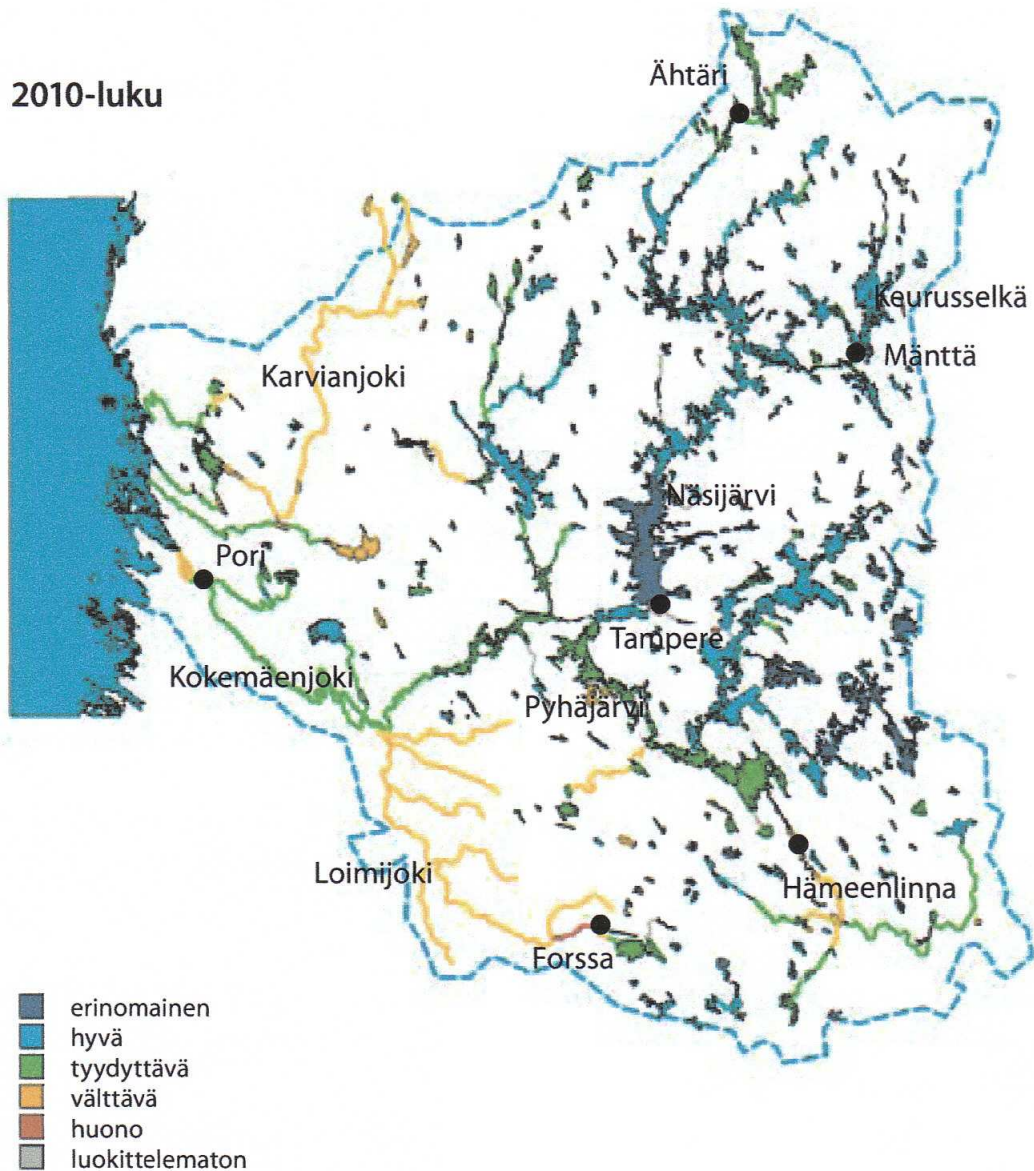 2010-luku
Ähtäri
Keurusselkä
Mänttä
Karvianjoki
Näsijärvi
Pori
Tampere
Kokemäenjoki
Pyhäjärvi
Loimijoki
Hämeenlinna
Forssa
erinomainen
hyvä
tyydyttävä
välttävä
huono
luokittelematon